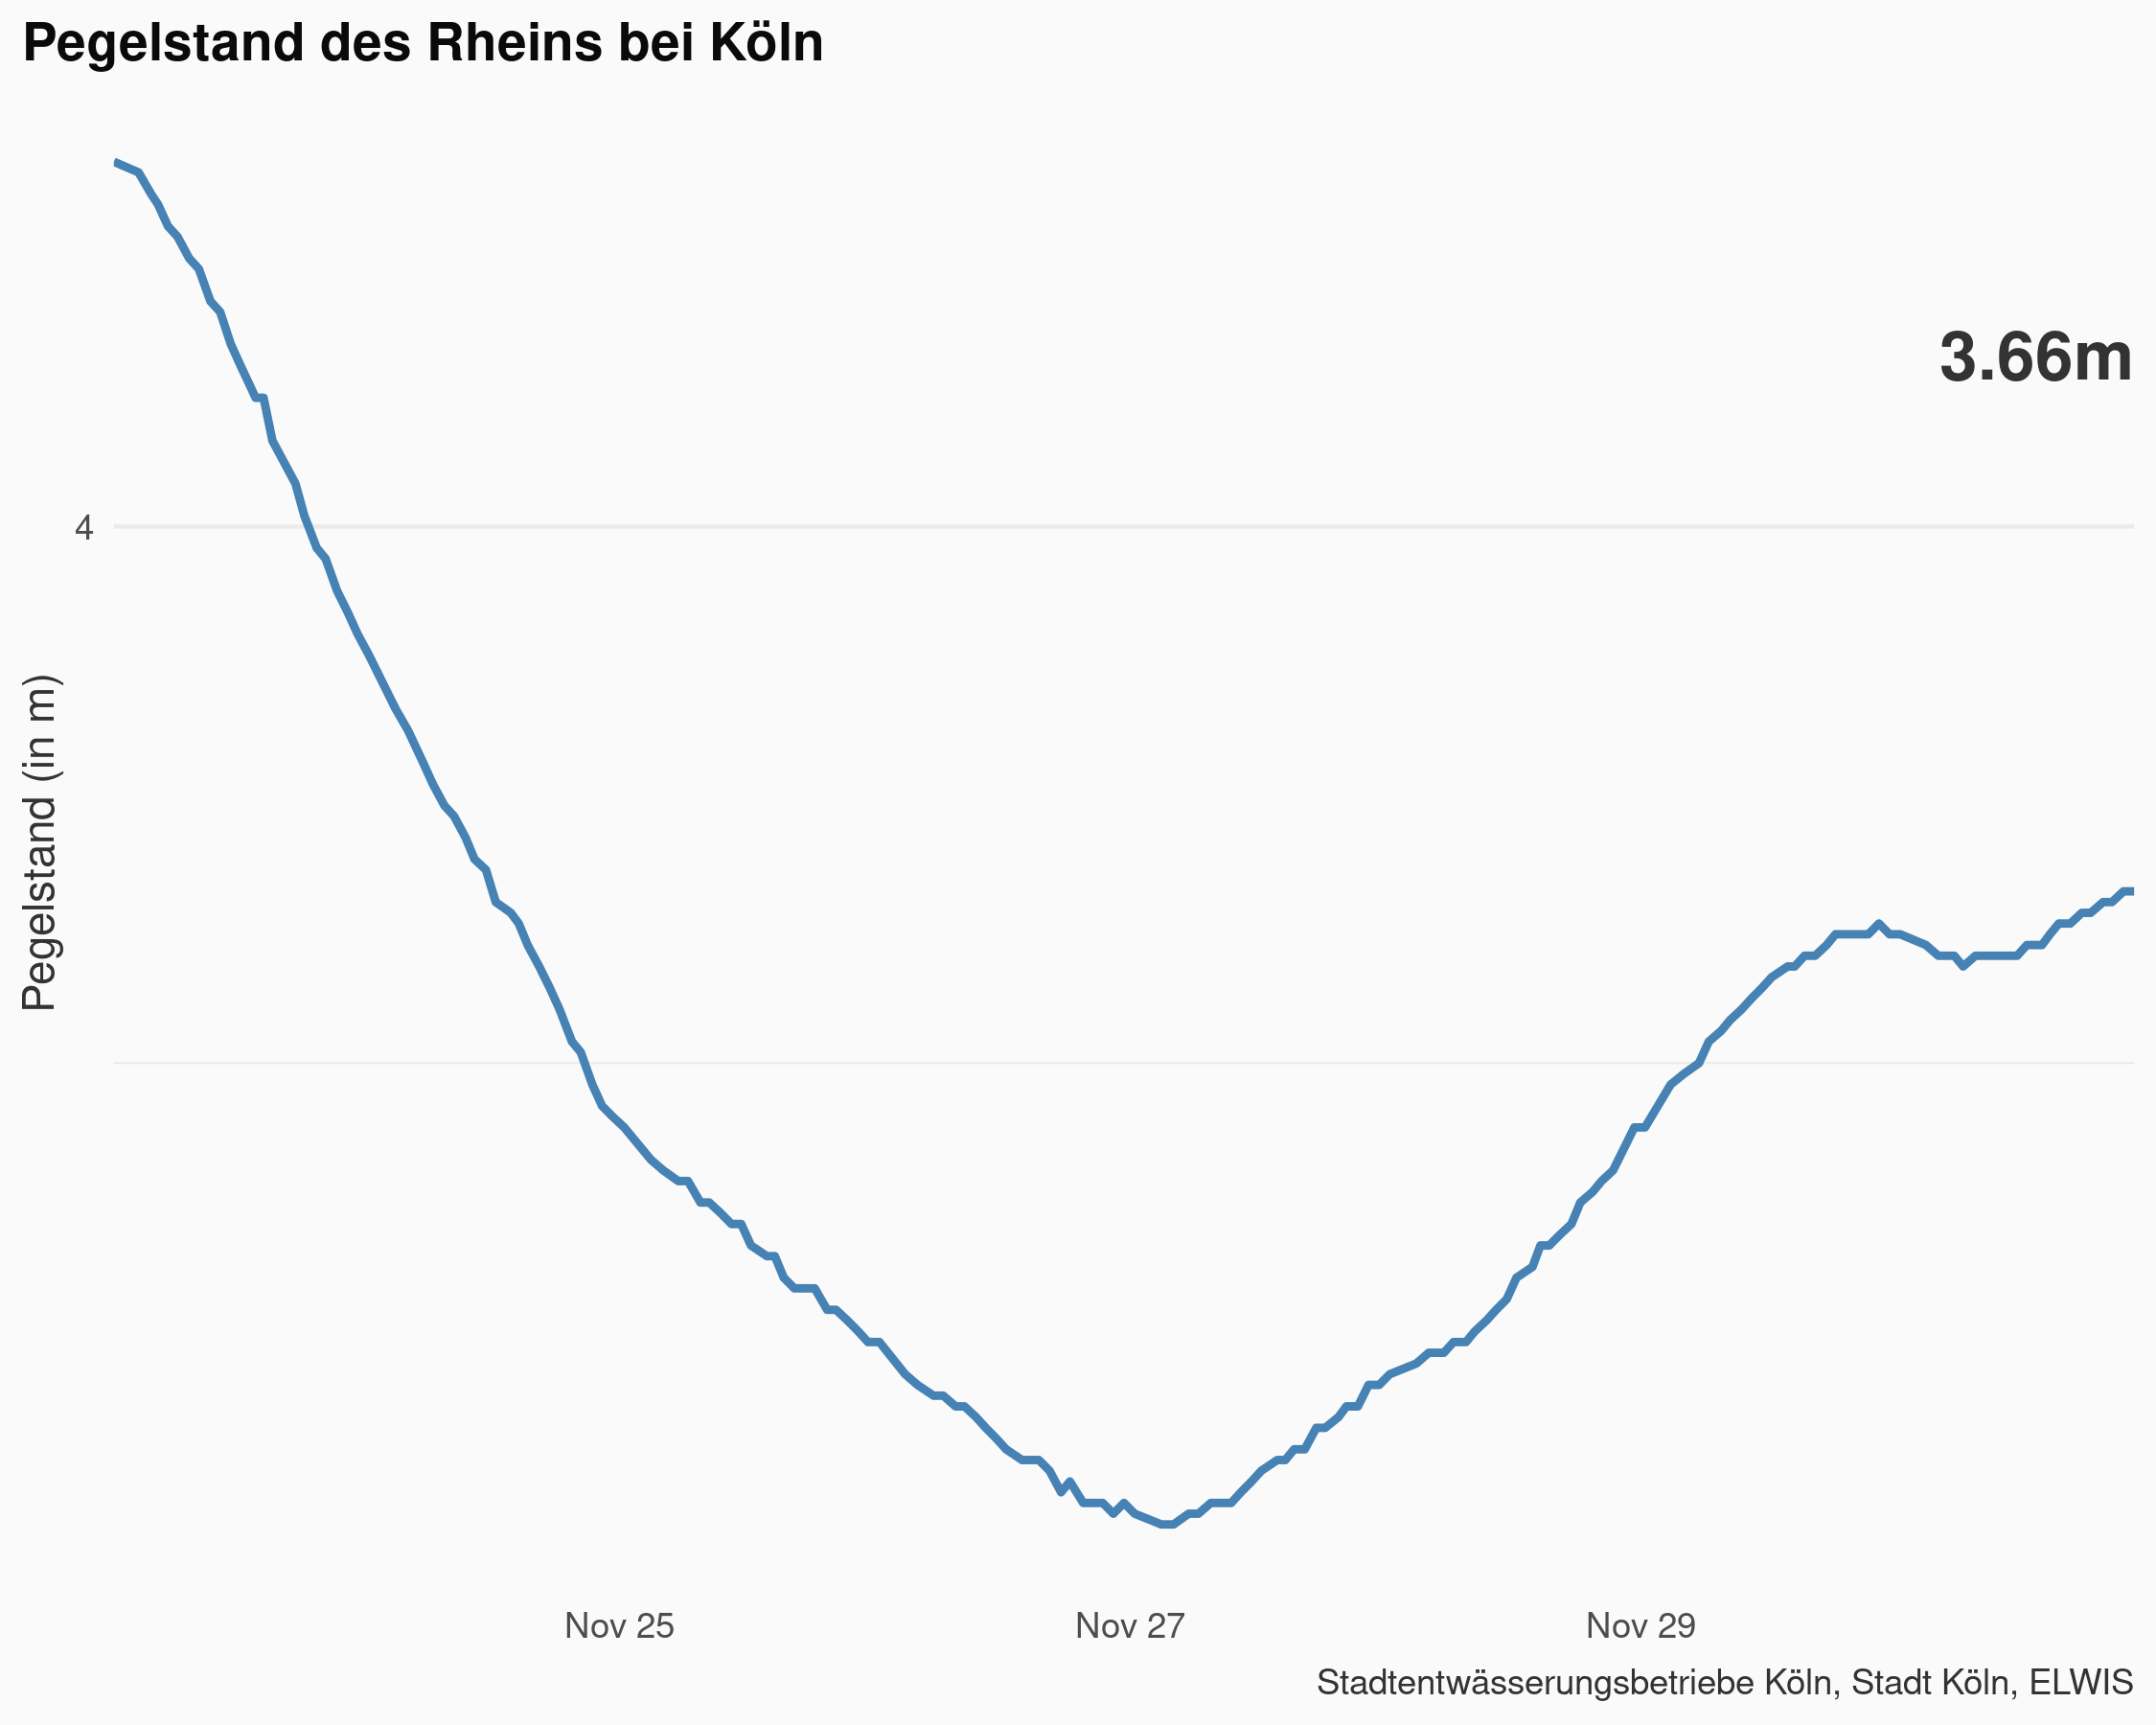 Pegelstand des Rheins bei Köln
3.66m
4
Pegelstand (in m)
Nov 25
Nov 27
Nov 29
Stadtentwässerungsbetriebe Köln, Stadt Köln, ELWIS